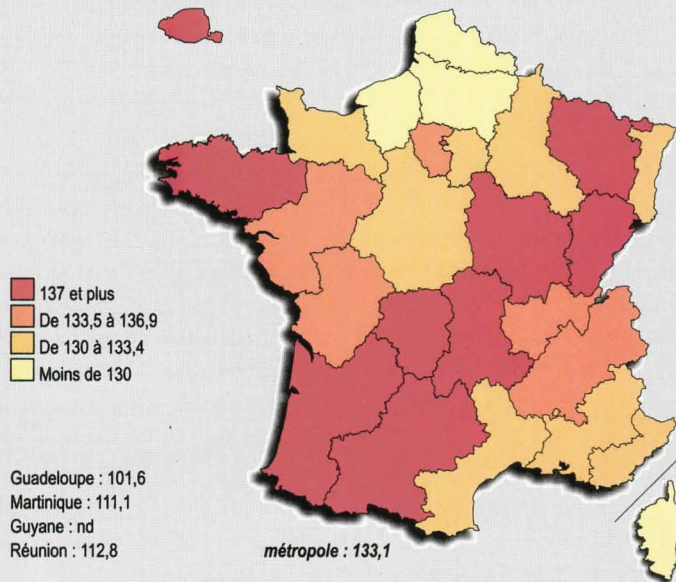 137 et plus
De 133,5 à 136,9
De 130 à 133,4
Moins de 130
Guadeloupe : 101,6
Martinique : 111,1
Guyane : nd
Réunion : 112,8
métropole : 133,1